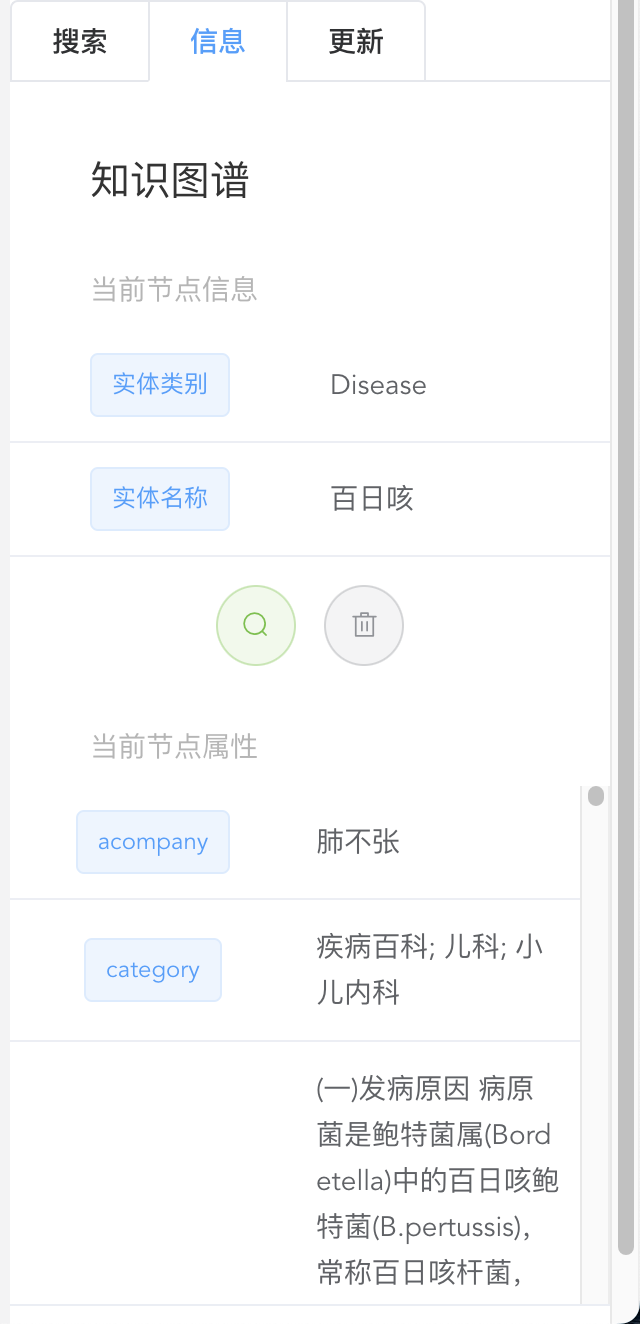 搜索 信息 更新
知识图谱
当前节点信息
实体类别 Disease
实体名称 百日咳
当前节点属性
acompany 肺不张
category 疾病百科; 儿科; 小
儿内科
(一)发病原因 病原
菌是鲍特菌属(Bord
etella)中的百日咳鲍
特菌(B.pertussis)，
常称百日咳杆菌，